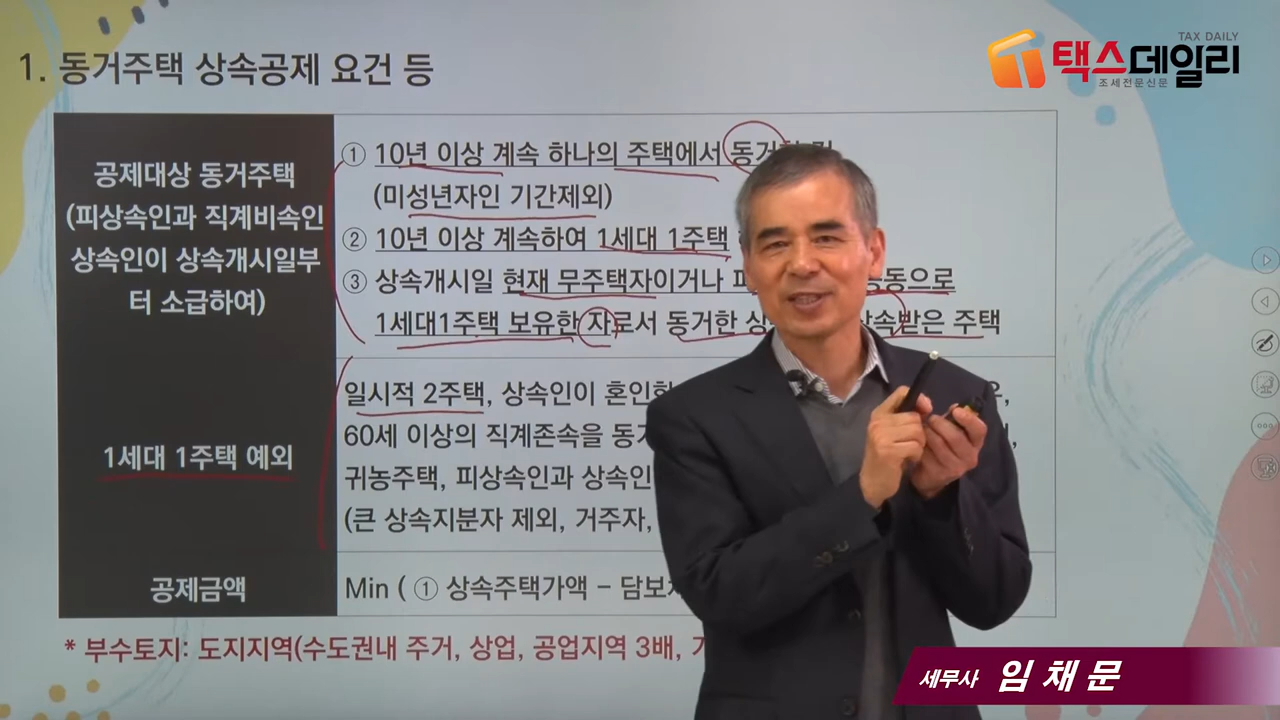 TAX DAILY
택스데일리
조세전문신문
1. 동거주택 상속공제 요건 등
공제대상 동거주택
(피상속인과 직계비속인
상속인이 상속개시일부
터 소급하여)
① 10년 이상 계속 하나의 주택에서
(미성년자인 기간제외)
② 10년 이상 계속하여 1세대 1주택
③ 상속개시일 현재 무주택자이거나
1세대1주택 보유한 자로서 동거한 받은 주택
1세대 1주택 예외
일시적 2주택, 상속인이
60세 이상의 직계존속을
귀농주택, 피상속인과 상속인
(큰 상속지분자 제외, 거주자,
공제금액
Min ( ① 상속주택가액 –
* 부수토지: 도지지역(수도권내 주거, 상업, 공업지역 3배,
세무사 임채문